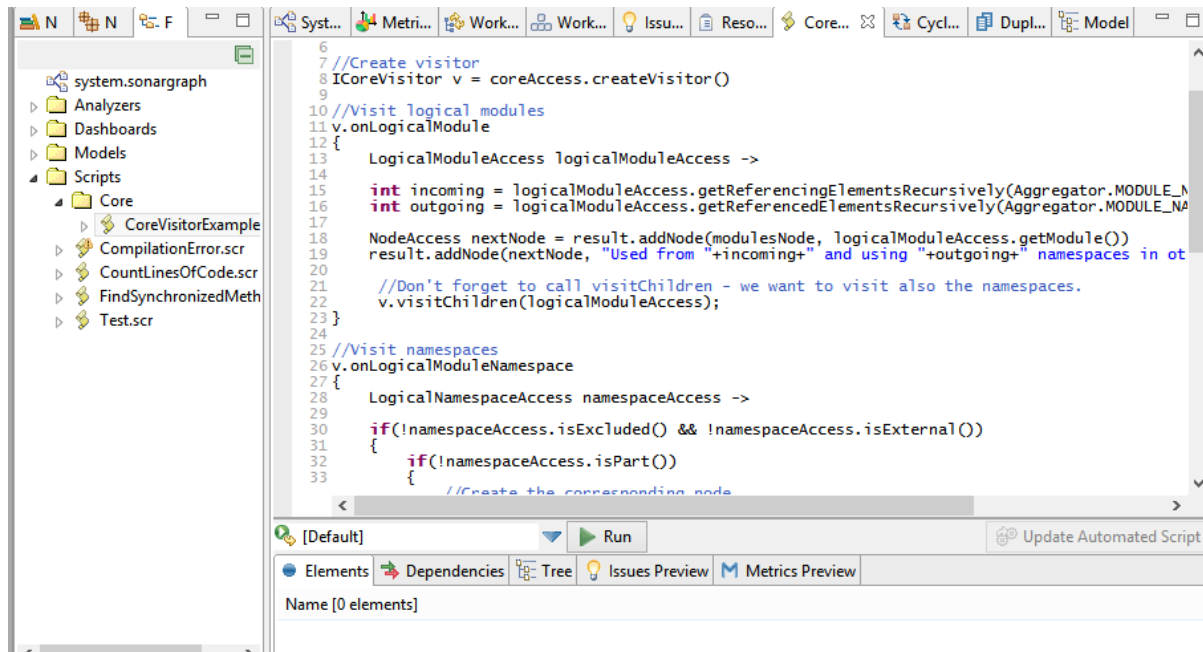 N N F
Syst... Metri... Work... Work... Issu... Reso... Core... Cycl... Dupl... Model
system.sonargraph
Analyzers
Dashboards
Models
Scripts
Core
CoreVisitorExample
CompilationError.scr
CountLinesOfCode.scr
FindSynchronizedMeth
Test.scr
6
7 //Create visitor
8 ICoreVisitor v = coreAccess.createVisitor()
9
10 //Visit logical modules
11 v.onLogicalModule
12 {
13 LogicalModuleAccess logicalModuleAccess ->
14
15 int incoming = logicalModuleAccess.getReferencingElementsRecursively(Aggregator.MODULE_N
16 int outgoing = logicalModuleAccess.getReferencedElementsRecursively(Aggregator.MODULE_NA
17
18 NodeAccess nextNode = result.addNode(modulesNode, logicalModuleAccess.getModule())
19 result.addNode(nextNode, "Used from "+incoming+" and using "+outgoing+" namespaces in ot
20
21 //Don't forget to call visitChildren - we want to visit also the namespaces.
22 v.visitChildren(logicalModuleAccess);
23 }
24
25 //Visit namespaces
26 v.onLogicalModuleNamespace
27 {
28 LogicalNamespaceAccess namespaceAccess ->
29
30 if(!namespaceAccess.isExcluded() && !namespaceAccess.isExternal())
31 {
32 if(!namespaceAccess.isPart())
33 {
//Create the corresponding node
[Default] Run Update Automated Script
Elements Dependencies Tree Issues Preview Metrics Preview
Name [0 elements]